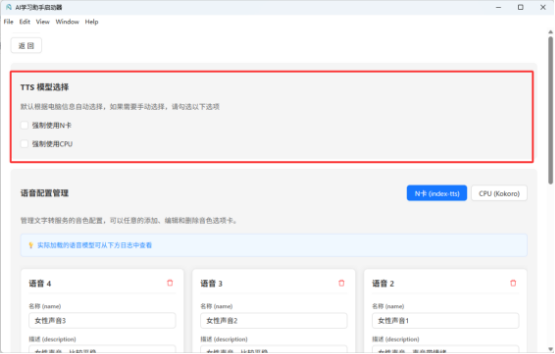 AI学习助手启动器
File Edit View Window Help
返 回
TTS 模型选择
默认根据电脑信息自动选择，如果需要手动选择，请勾选以下选项
强制使用N卡
强制使用CPU
语音配置管理
N卡 (index-tts)
CPU (Kokoro)
管理文字转语音服务的音色配置，可以任意的添加、编辑和删除音色选项卡。
实际加载的语音模型可从下方日志中查看
语音 4
语音 3
语音 2
名称 (name)
名称 (name)
名称 (name)
女性声音3
女性声音2
女性声音1
描述 (description)
描述 (description)
描述 (description)